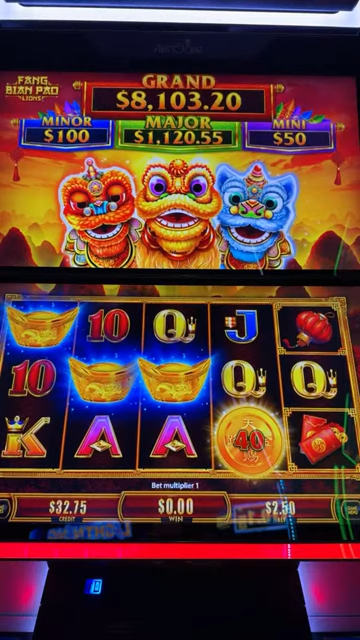 FANG
BIAN PAO
LIONS
GRAND
$8,103.20
MINOR
$100
MAJOR
$1,120.55
MINI
$50
10 Q J
10 Q Q
K A A 40
Bet multiplier 1
$32.75 $0.00 $2.50
CREDIT WIN